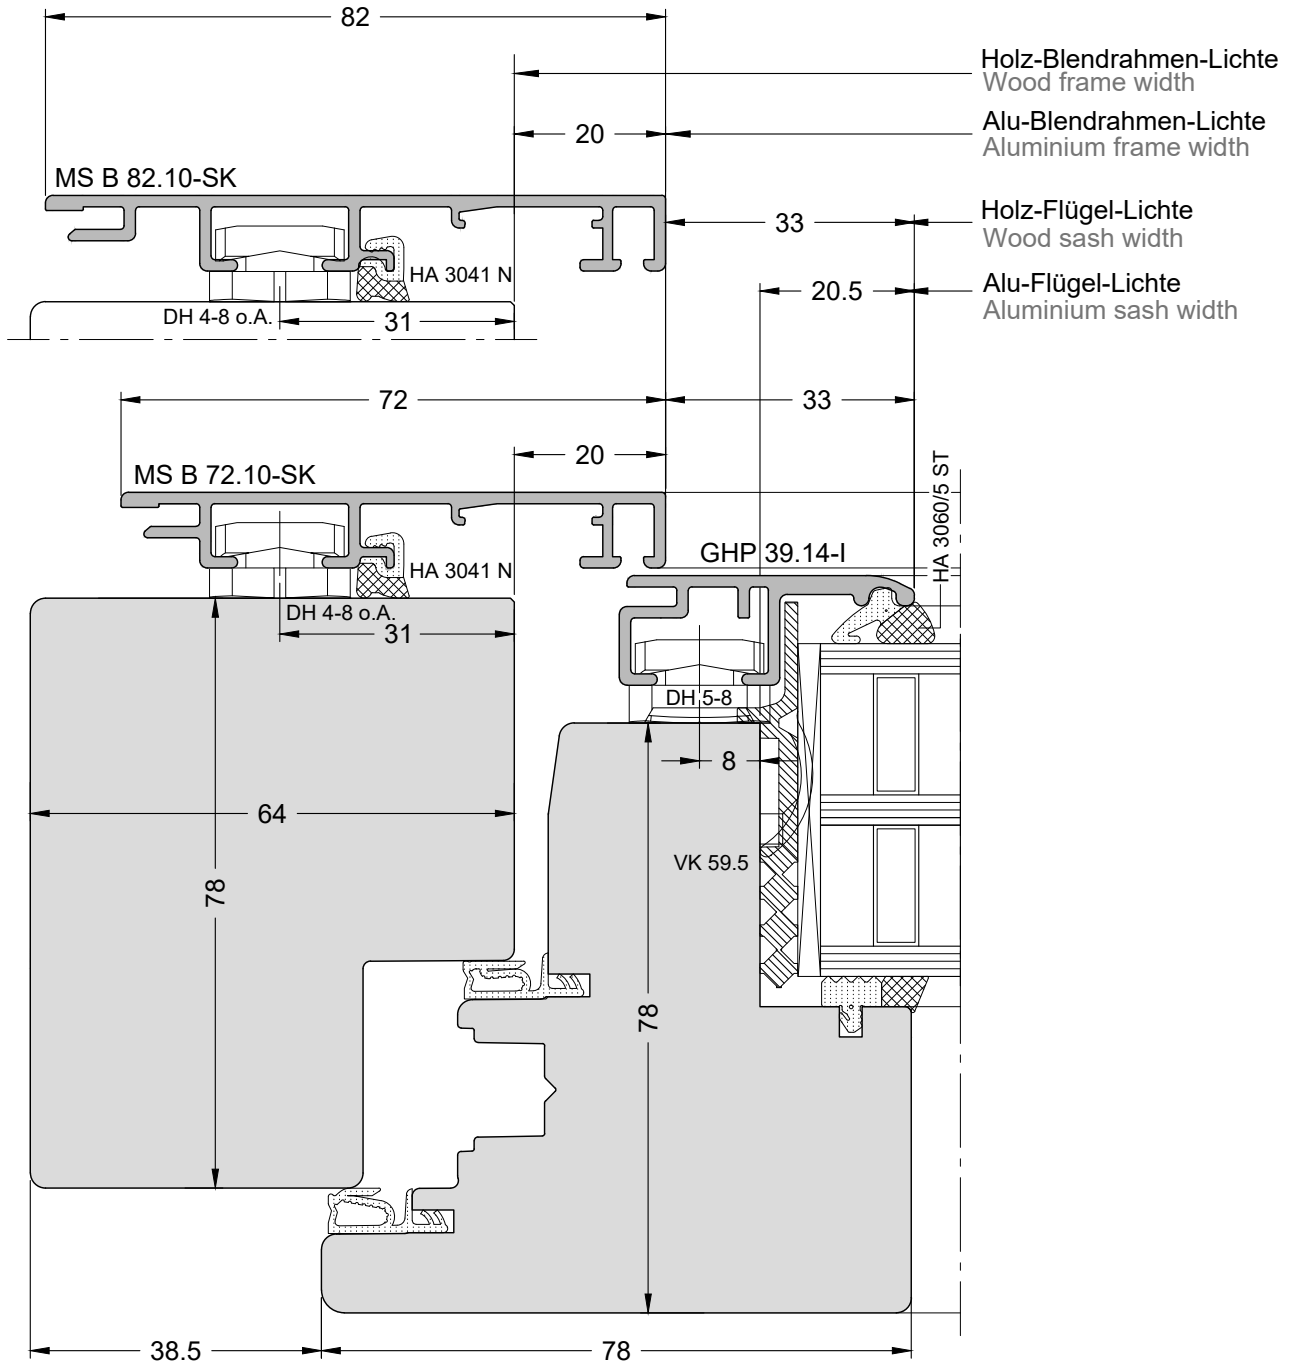 82
Holz-Blendrahmen-Lichte
Wood frame width
20
Alu-Blendrahmen-Lichte
Aluminium frame width
MS B 82.10-SK
33
Holz-Flügel-Lichte
Wood sash width
HA 3041 N
20.5
Alu-Flügel-Lichte
Aluminium sash width
DH 4-8 o.A.
31
72
33
20
MS B 72.10-SK
HA 3060/5 ST
GHP 39.14-I
HA 3041 N
DH 4-8 o.A.
31
DH 5-8
8
64
VK 59.5
78
78
38.5
78